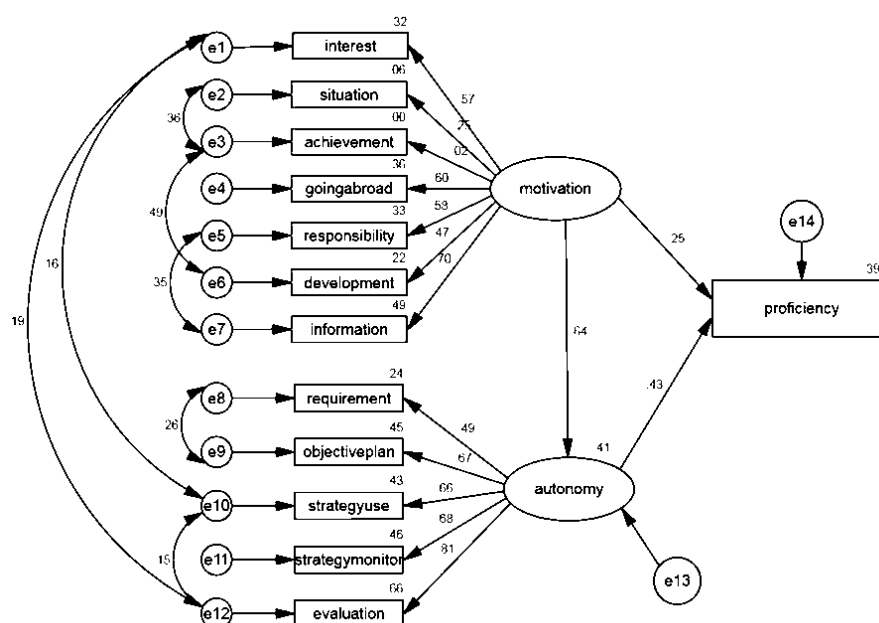 32
e1
interest
06
57
e2
situation
25
36
00
e3
achievement
02
36
e4
goingabroad
60
motivation
49
33
53
e14
e5
responsibility
25
16
47
22
e6
development
70
39
35
49
e7
information
proficiency
19
64
24
e8
requirement
.43
26
45
49
e9
objectiveplan
67
41
43
e10
strategyuse
66
autonomy
46
68
15
e11
strategymonitor
81
66
e13
e12
evaluation